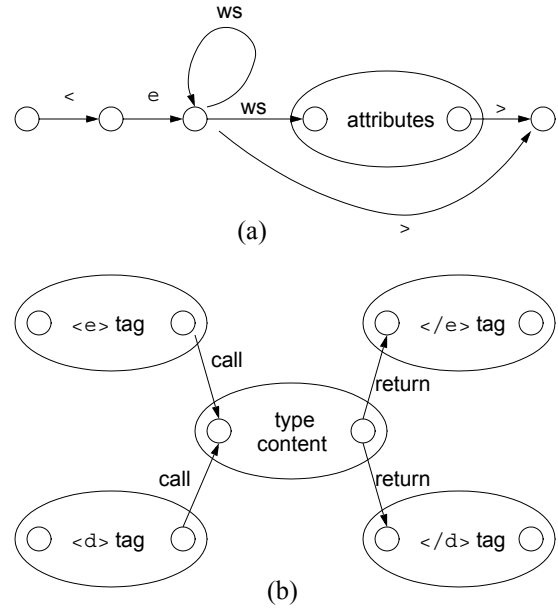 ws
< e ws attributes >
>
(a)
<e> tag </e> tag
call return
type
content
call return
<d> tag </d> tag
(b)